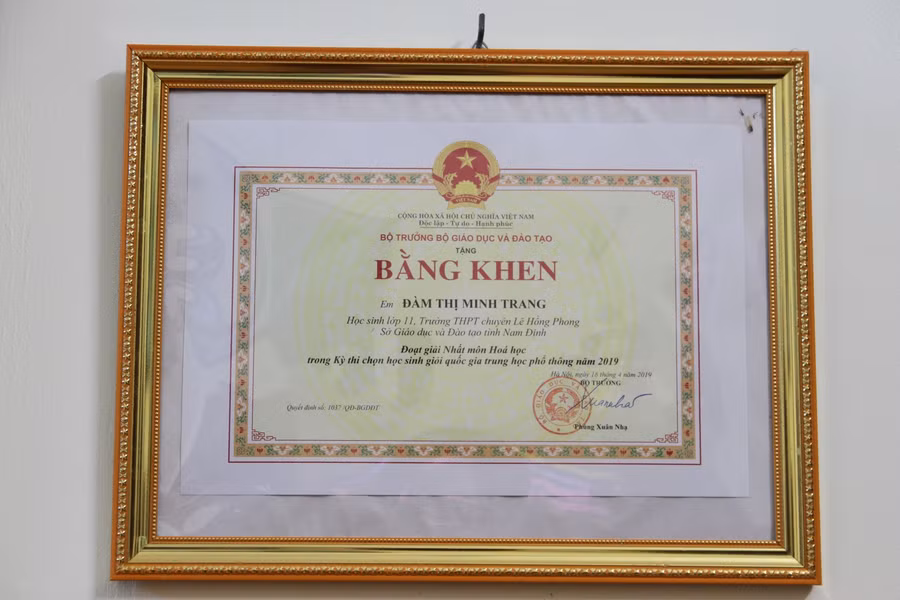 VIỆT NAM
CỘNG HÒA XÃ HỘI CHỦ NGHĨA VIỆT NAM
Độc lập - Tự do - Hạnh phúc
BỘ TRƯỞNG BỘ GIÁO DỤC VÀ ĐÀO TẠO
TẶNG
BẰNG KHEN
Em ĐÀM THỊ MINH TRANG
Học sinh lớp 11, Trường THPT chuyên Lê Hồng Phong
Sở Giáo dục và Đào tạo tỉnh Nam Định
Đoạt giải Nhất môn Hoá học
trong Kỳ thi chọn học sinh giỏi quốc gia trung học phổ thông năm 2019
Hà Nội, ngày 16 tháng 4 năm 2019
BỘ TRƯỞNG
Quyết định số: 1037 /QĐ-BGDĐT
Phùng Xuân Nhạ